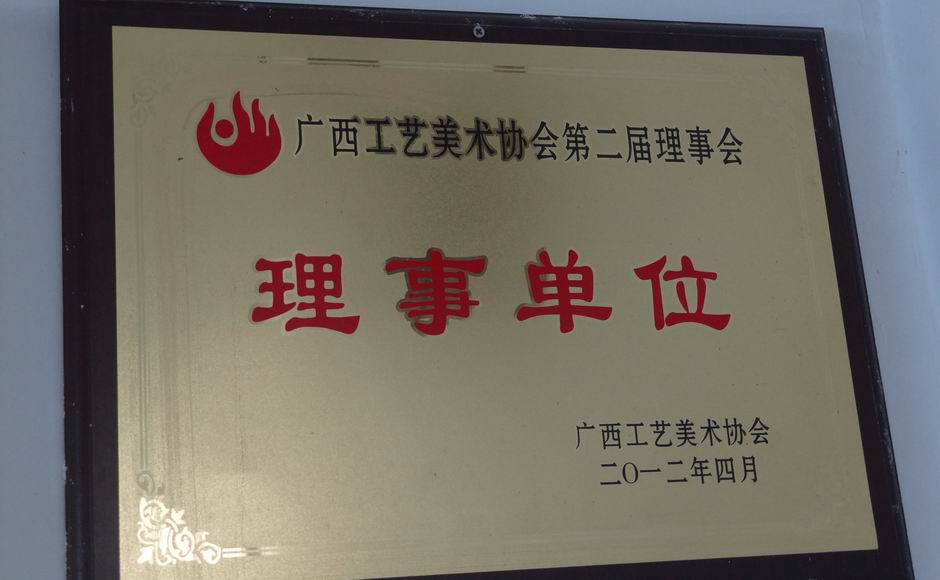 广西工艺美术协会第二届理事会
理事单位
广西工艺美术协会
二〇一二年四月